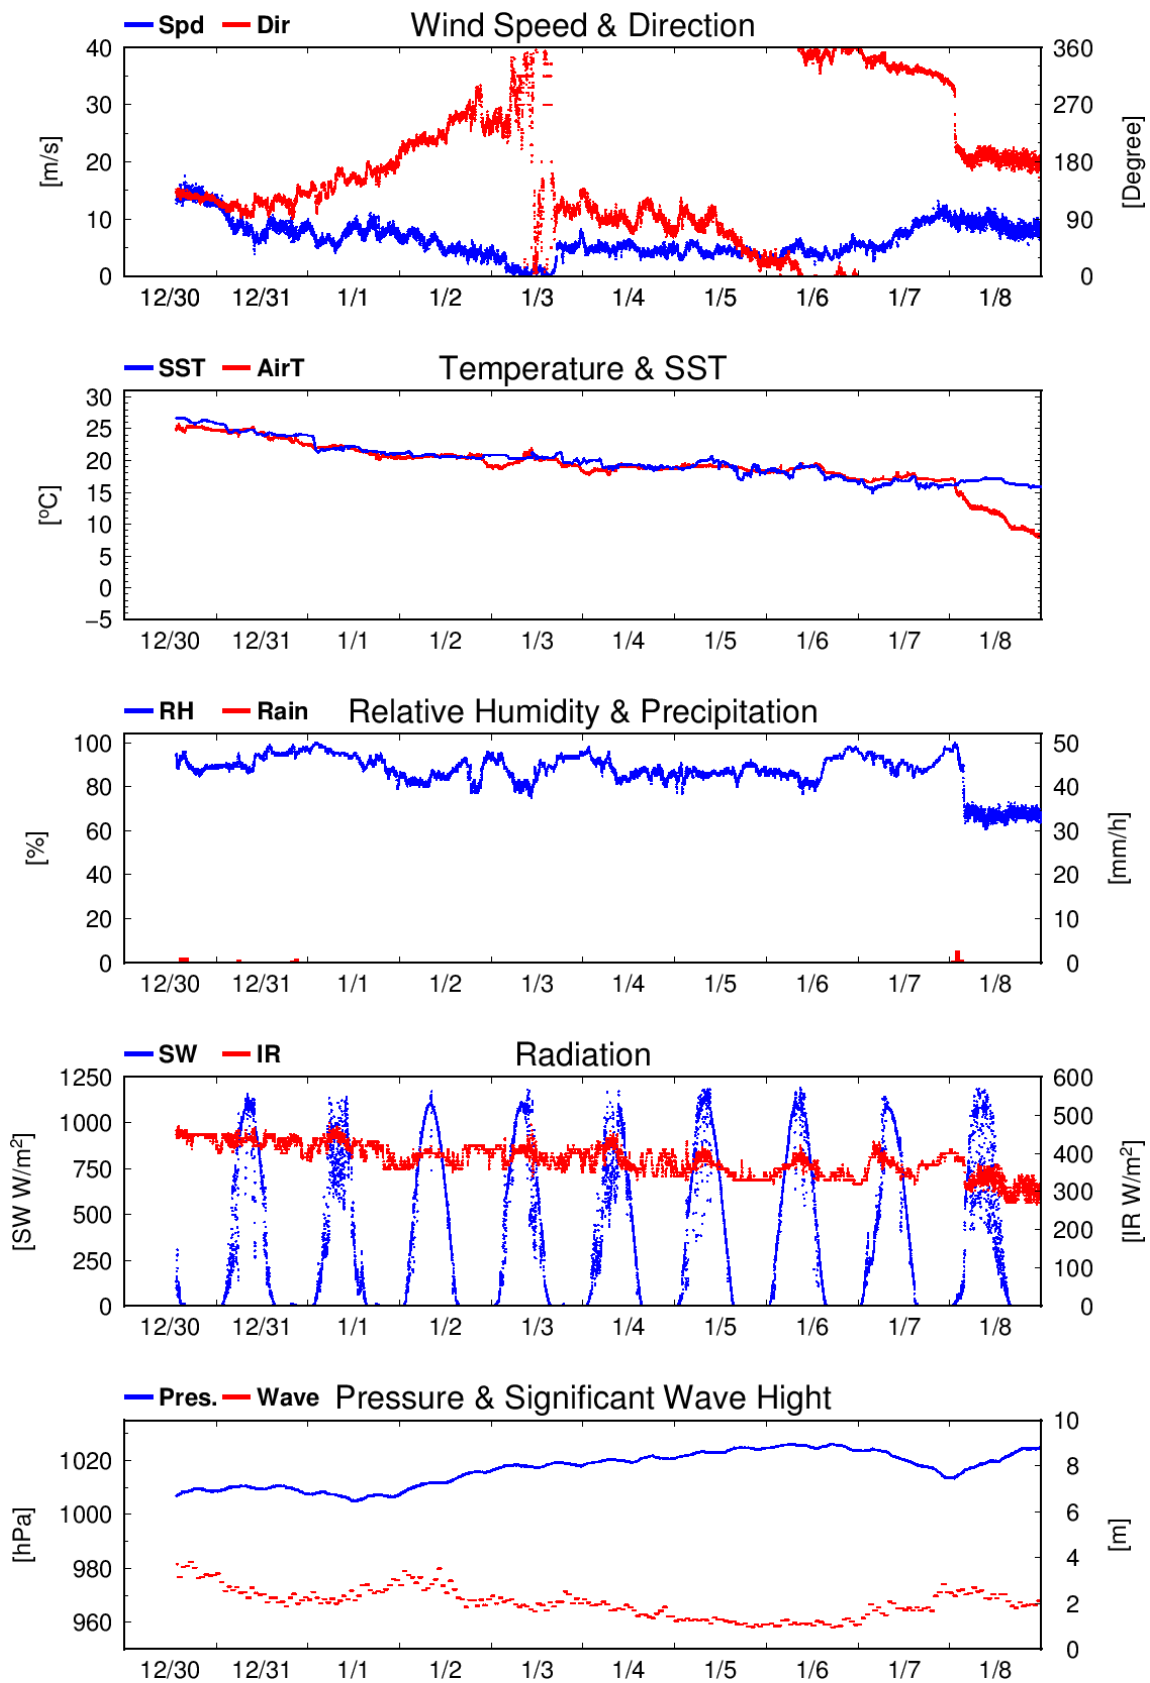 Spd Dir Wind Speed & Direction
40 360
30 270
20 180
10 90
0 0
[m/s] [Degree]
12/30 12/31 1/1 1/2 1/3 1/4 1/5 1/6 1/7 1/8
SST AirT Temperature & SST
30
25
20
15
10
5
0
−5
[ºC]
12/30 12/31 1/1 1/2 1/3 1/4 1/5 1/6 1/7 1/8
RH Rain Relative Humidity & Precipitation
100 50
80 40
60 30
40 20
20 10
0 0
[%] [mm/h]
12/30 12/31 1/1 1/2 1/3 1/4 1/5 1/6 1/7 1/8
SW IR Radiation
1250 600
1000 500
750 400
500 300
250 200
0 100
0
[SW W/m²] [IR W/m²]
12/30 12/31 1/1 1/2 1/3 1/4 1/5 1/6 1/7 1/8
Pres. Wave Pressure & Significant Wave Hight
1020 10
1000 8
980 6
960 4
2
0
[hPa] [m]
12/30 12/31 1/1 1/2 1/3 1/4 1/5 1/6 1/7 1/8